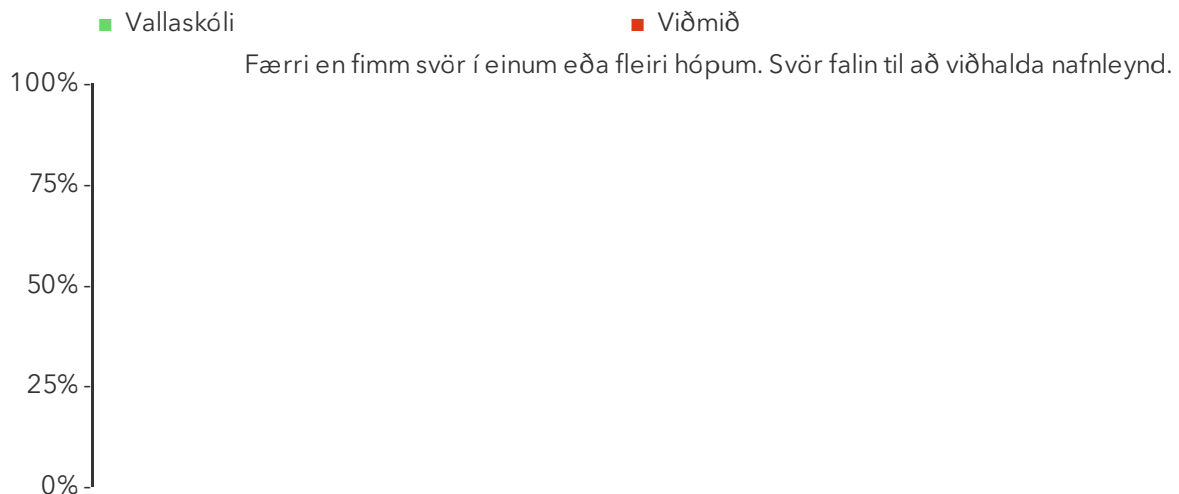 Vallaskóli
Viðmið
Færri en fimm svör í einum eða fleiri hópum. Svör falin til að viðhalda nafnleynd.
100%
75%
50%
25%
0%